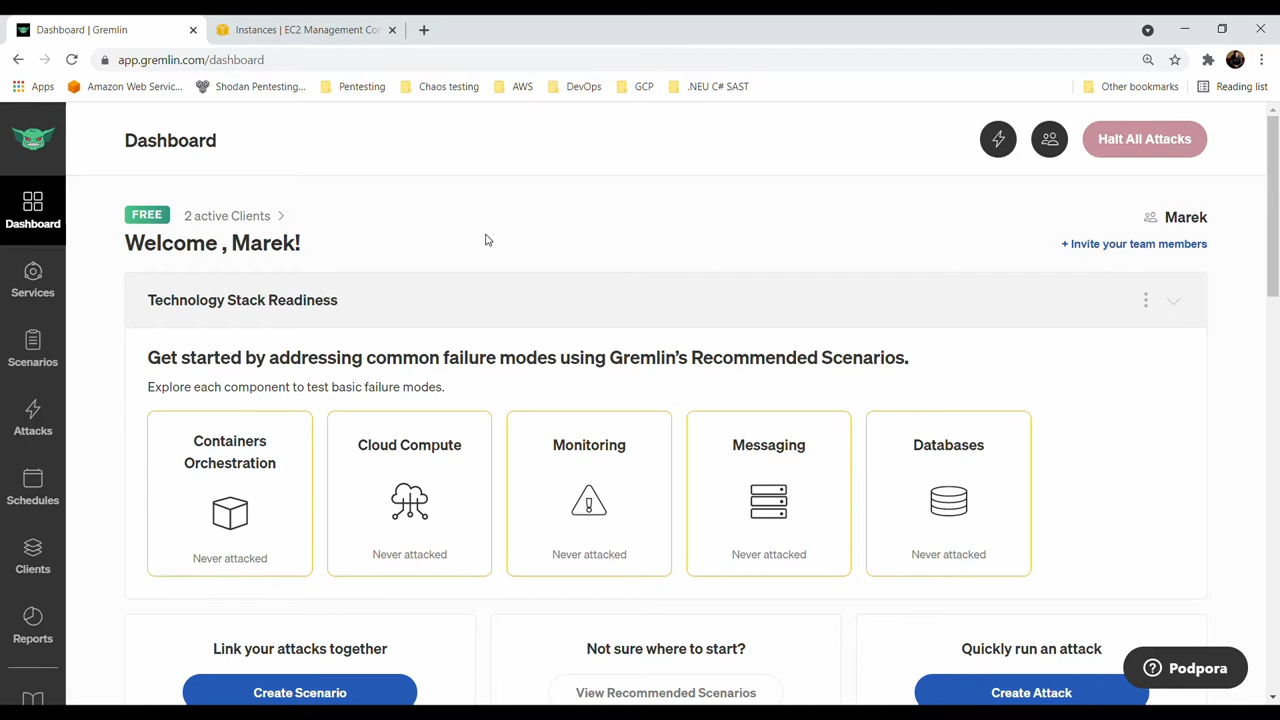 Dashboard | Gremlin
Instances | EC2 Management Con
app.gremlin.com/dashboard
Apps
Amazon Web Servic...
Shodan Pentesting...
Pentesting
Chaos testing
AWS
DevOps
GCP
.NEU C# SAST
Other bookmarks
Reading list
Dashboard
Halt All Attacks
Dashboard
Services
Scenarios
Attacks
Schedules
Clients
Reports
FREE
2 active Clients
Marek
Welcome , Marek!
+ Invite your team members
Technology Stack Readiness
Get started by addressing common failure modes using Gremlin's Recommended Scenarios.
Explore each component to test basic failure modes.
Containers
Orchestration
Never attacked
Cloud Compute
Never attacked
Monitoring
Never attacked
Messaging
Never attacked
Databases
Never attacked
Link your attacks together
Create Scenario
Not sure where to start?
View Recommended Scenarios
Quickly run an attack
Create Attack
Podpora